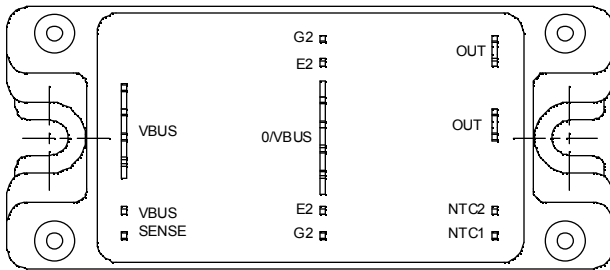 G2
E2
OUT
VBUS
0/VBUS
OUT
VBUS
SENSE
E2
G2
NTC2
NTC1